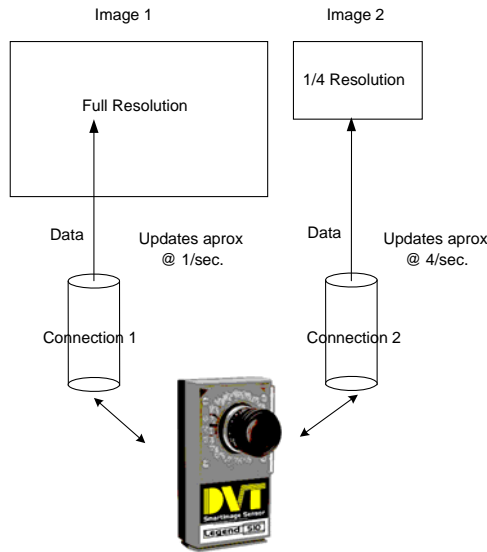 Image 1
Image 2
Full Resolution
1/4 Resolution
Data
Updates aprox
@ 1/sec.
Data
Updates aprox
@ 4/sec.
Connection 1
Connection 2
DVT
SmartImage Sensor
Legend 510